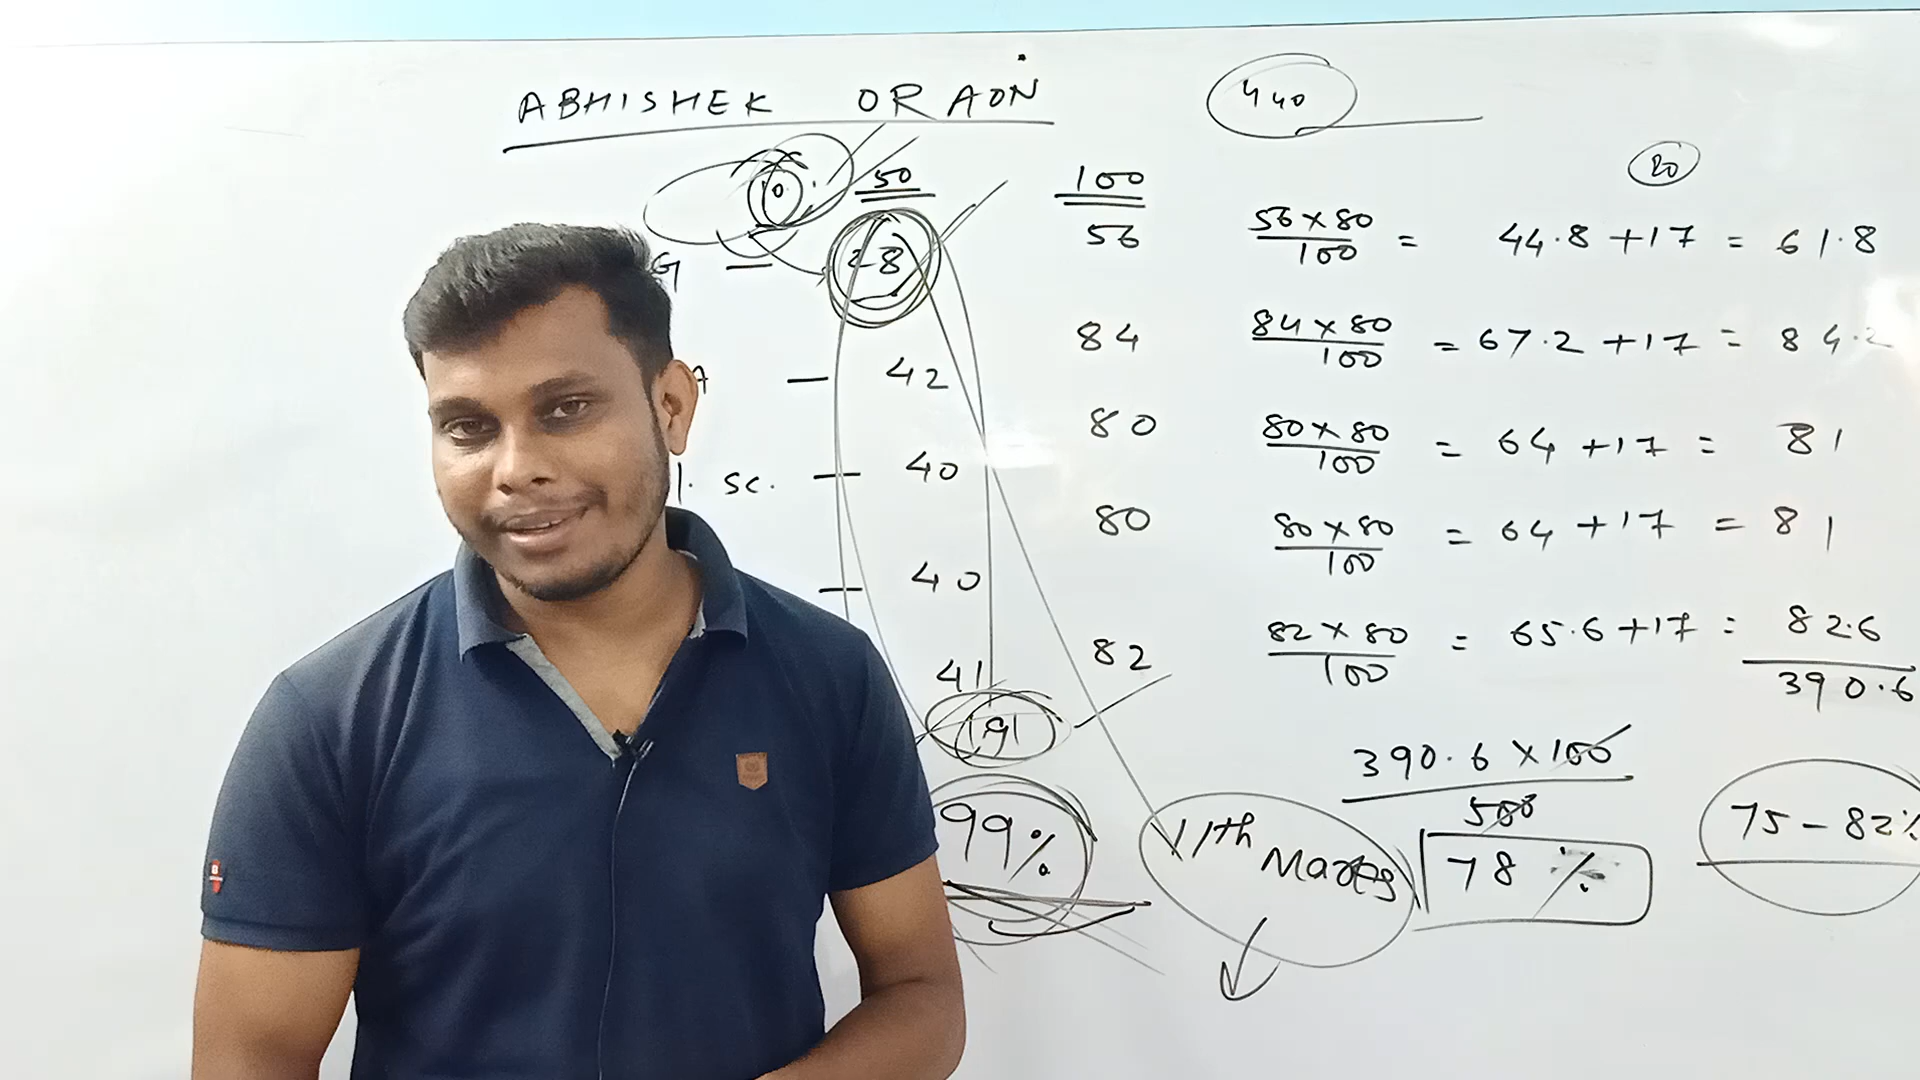 ABHISHEK ORAON
440
20
10
50
100
G — 28
56
56 x 80 / 100 = 44.8 + 17 = 61.8
A — 42
84
84 x 80 / 100 = 67.2 + 17 = 84.2
l. sc. — 40
80
80 x 80 / 100 = 64 + 17 = 81
— 40
80
80 x 80 / 100 = 64 + 17 = 81
41
82
82 x 80 / 100 = 65.6 + 17 = 82.6
191
390.6
390.6 x 100 / 500
99%
11th Marks
78 %
75 - 82%